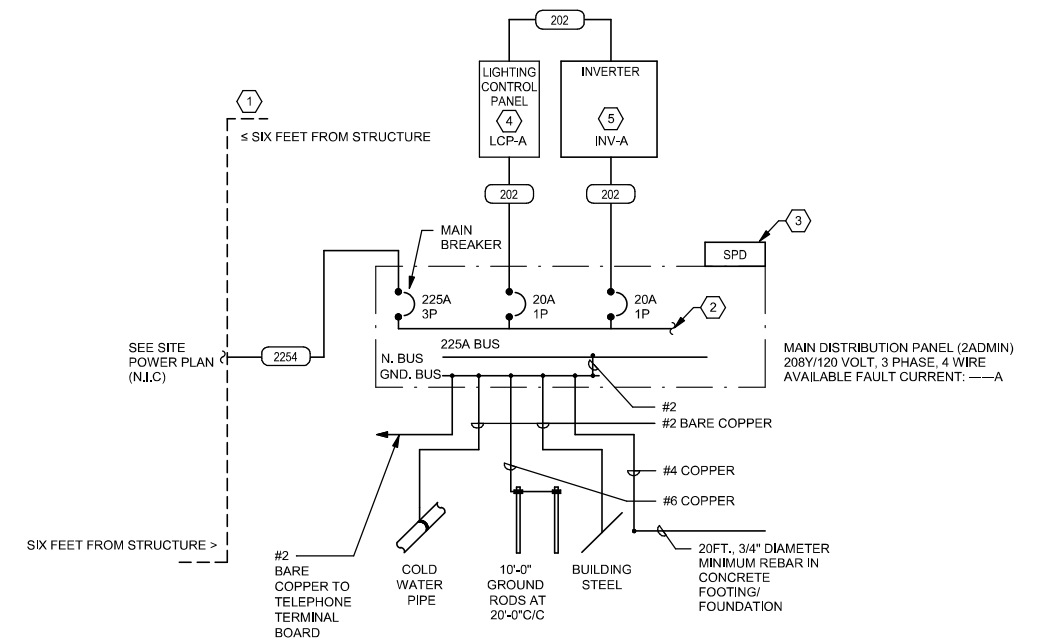 202
LIGHTING
CONTROL
PANEL
4
LCP-A
INVERTER
5
INV-A
1
≤ SIX FEET FROM STRUCTURE
202
202
3
SPD
MAIN
BREAKER
225A
3P
20A
1P
20A
1P
2
225A BUS
N. BUS
GND. BUS
SEE SITE
POWER PLAN
(N.I.C)
2254
MAIN DISTRIBUTION PANEL (2ADMIN)
208Y/120 VOLT, 3 PHASE, 4 WIRE
AVAILABLE FAULT CURRENT: ——A
#2
#2 BARE COPPER
#4 COPPER
#6 COPPER
SIX FEET FROM STRUCTURE >
#2
BARE
COPPER TO
TELEPHONE
TERMINAL
BOARD
COLD
WATER
PIPE
10'-0"
GROUND
RODS AT
20'-0"C/C
BUILDING
STEEL
20FT., 3/4" DIAMETER
MINIMUM REBAR IN
CONCRETE
FOOTING/
FOUNDATION